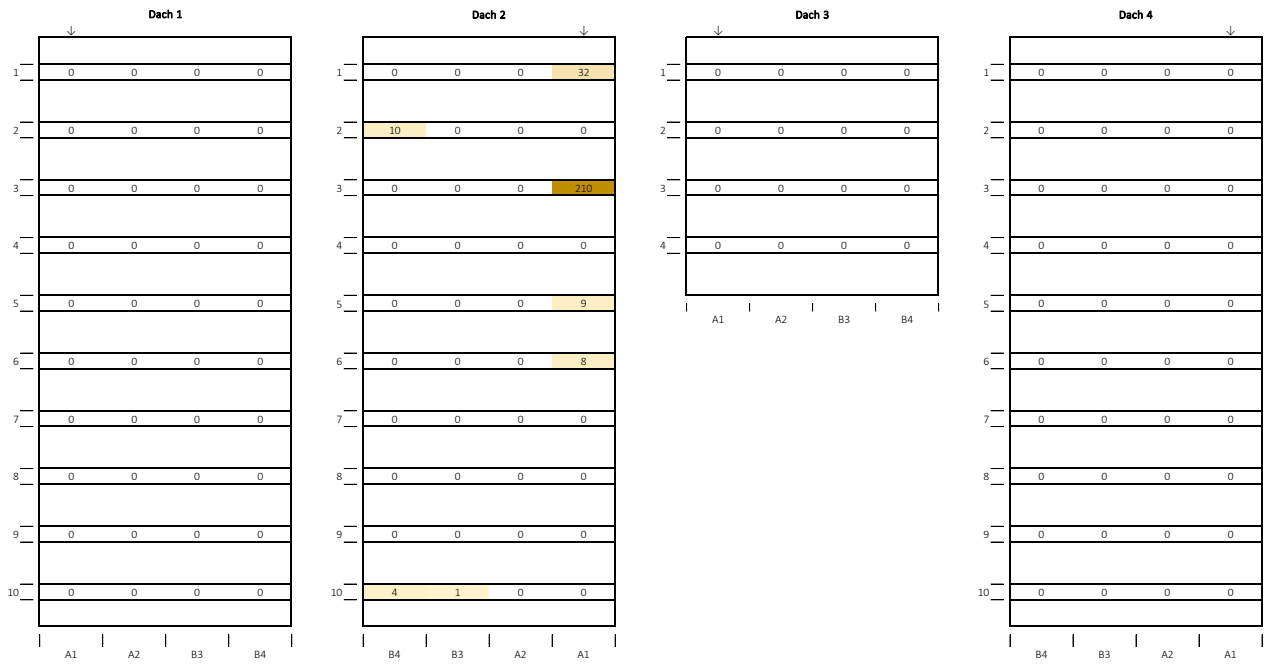 Dach 1 Dach 2 Dach 3 Dach 4
↓ ↓ ↓ ↓
1 0 0 0 0 1 0 0 0 32 1 0 0 0 0 1 0 0 0 0
2 0 0 0 0 2 10 0 0 0 2 0 0 0 0 2 0 0 0 0
3 0 0 0 0 3 0 0 0 210 3 0 0 0 0 3 0 0 0 0
4 0 0 0 0 4 0 0 0 0 4 0 0 0 0 4 0 0 0 0
5 0 0 0 0 5 0 0 0 9 5 0 0 0 0
A1 A2 B3 B4
6 0 0 0 0 6 0 0 0 8 6 0 0 0 0
7 0 0 0 0 7 0 0 0 0 7 0 0 0 0
8 0 0 0 0 8 0 0 0 0 8 0 0 0 0
9 0 0 0 0 9 0 0 0 0 9 0 0 0 0
10 0 0 0 0 10 4 1 0 0 10 0 0 0 0
A1 A2 B3 B4 B4 B3 A2 A1 B4 B3 A2 A1